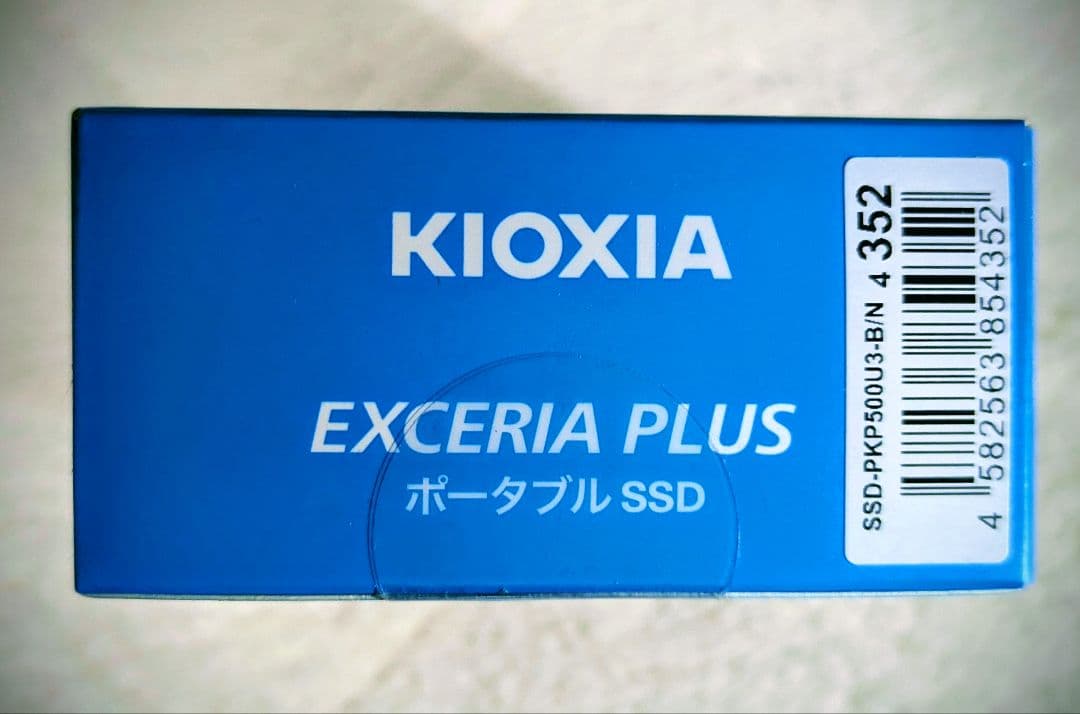 KIOXIA
EXCERIA PLUS
ポータブル SSD
SSD-PKP500U3-B/N 4 352
4 582563 854352